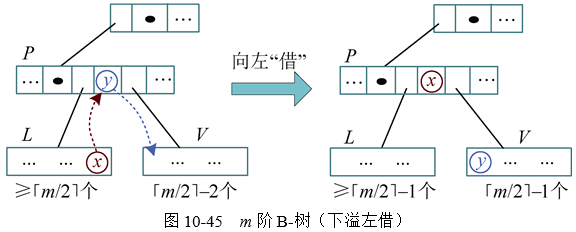 ...
P
... y ...
向左“借”
L
V
... ... x
... ...
≥⌈m/2⌉个
⌈m/2⌉–2个
...
P
... x ...
L
V
... ...
y ... ...
≥⌈m/2⌉–1个
⌈m/2⌉–1个
图 10-45 m 阶 B-树（下溢左借）